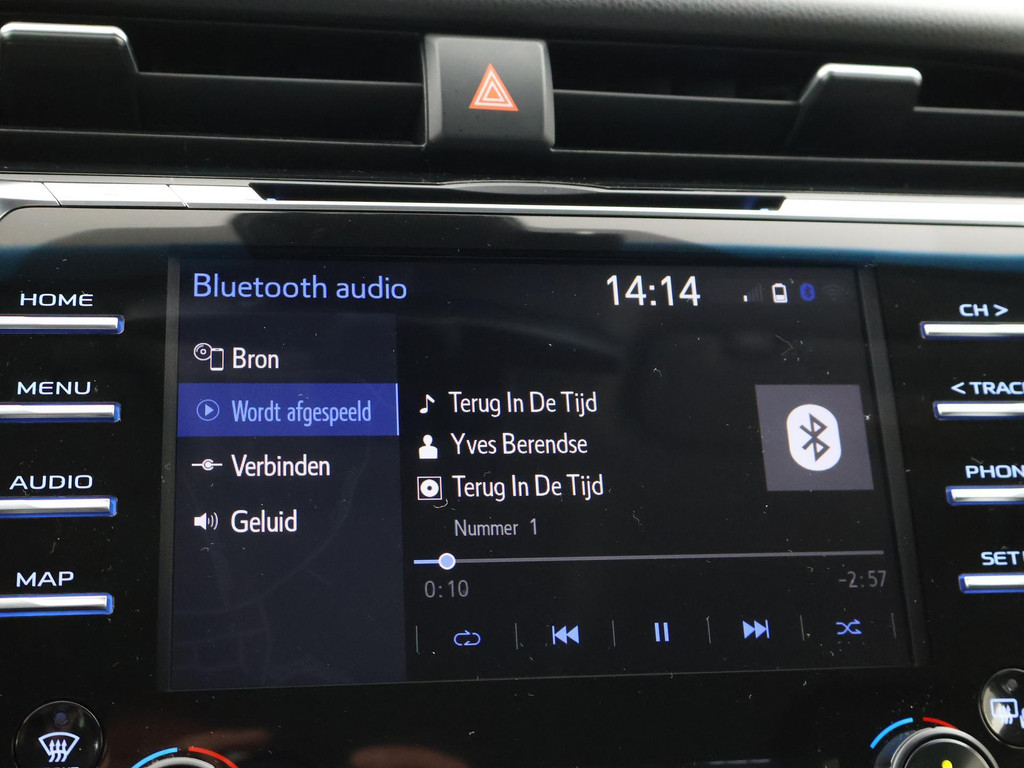 HOME
MENU
AUDIO
MAP
Bluetooth audio
14:14
Bron
Wordt afgespeeld
Verbinden
Geluid
Terug In De Tijd
Yves Berendse
Terug In De Tijd
Nummer 1
0:10
-2:57
CH >
< TRACK
PHON
SET